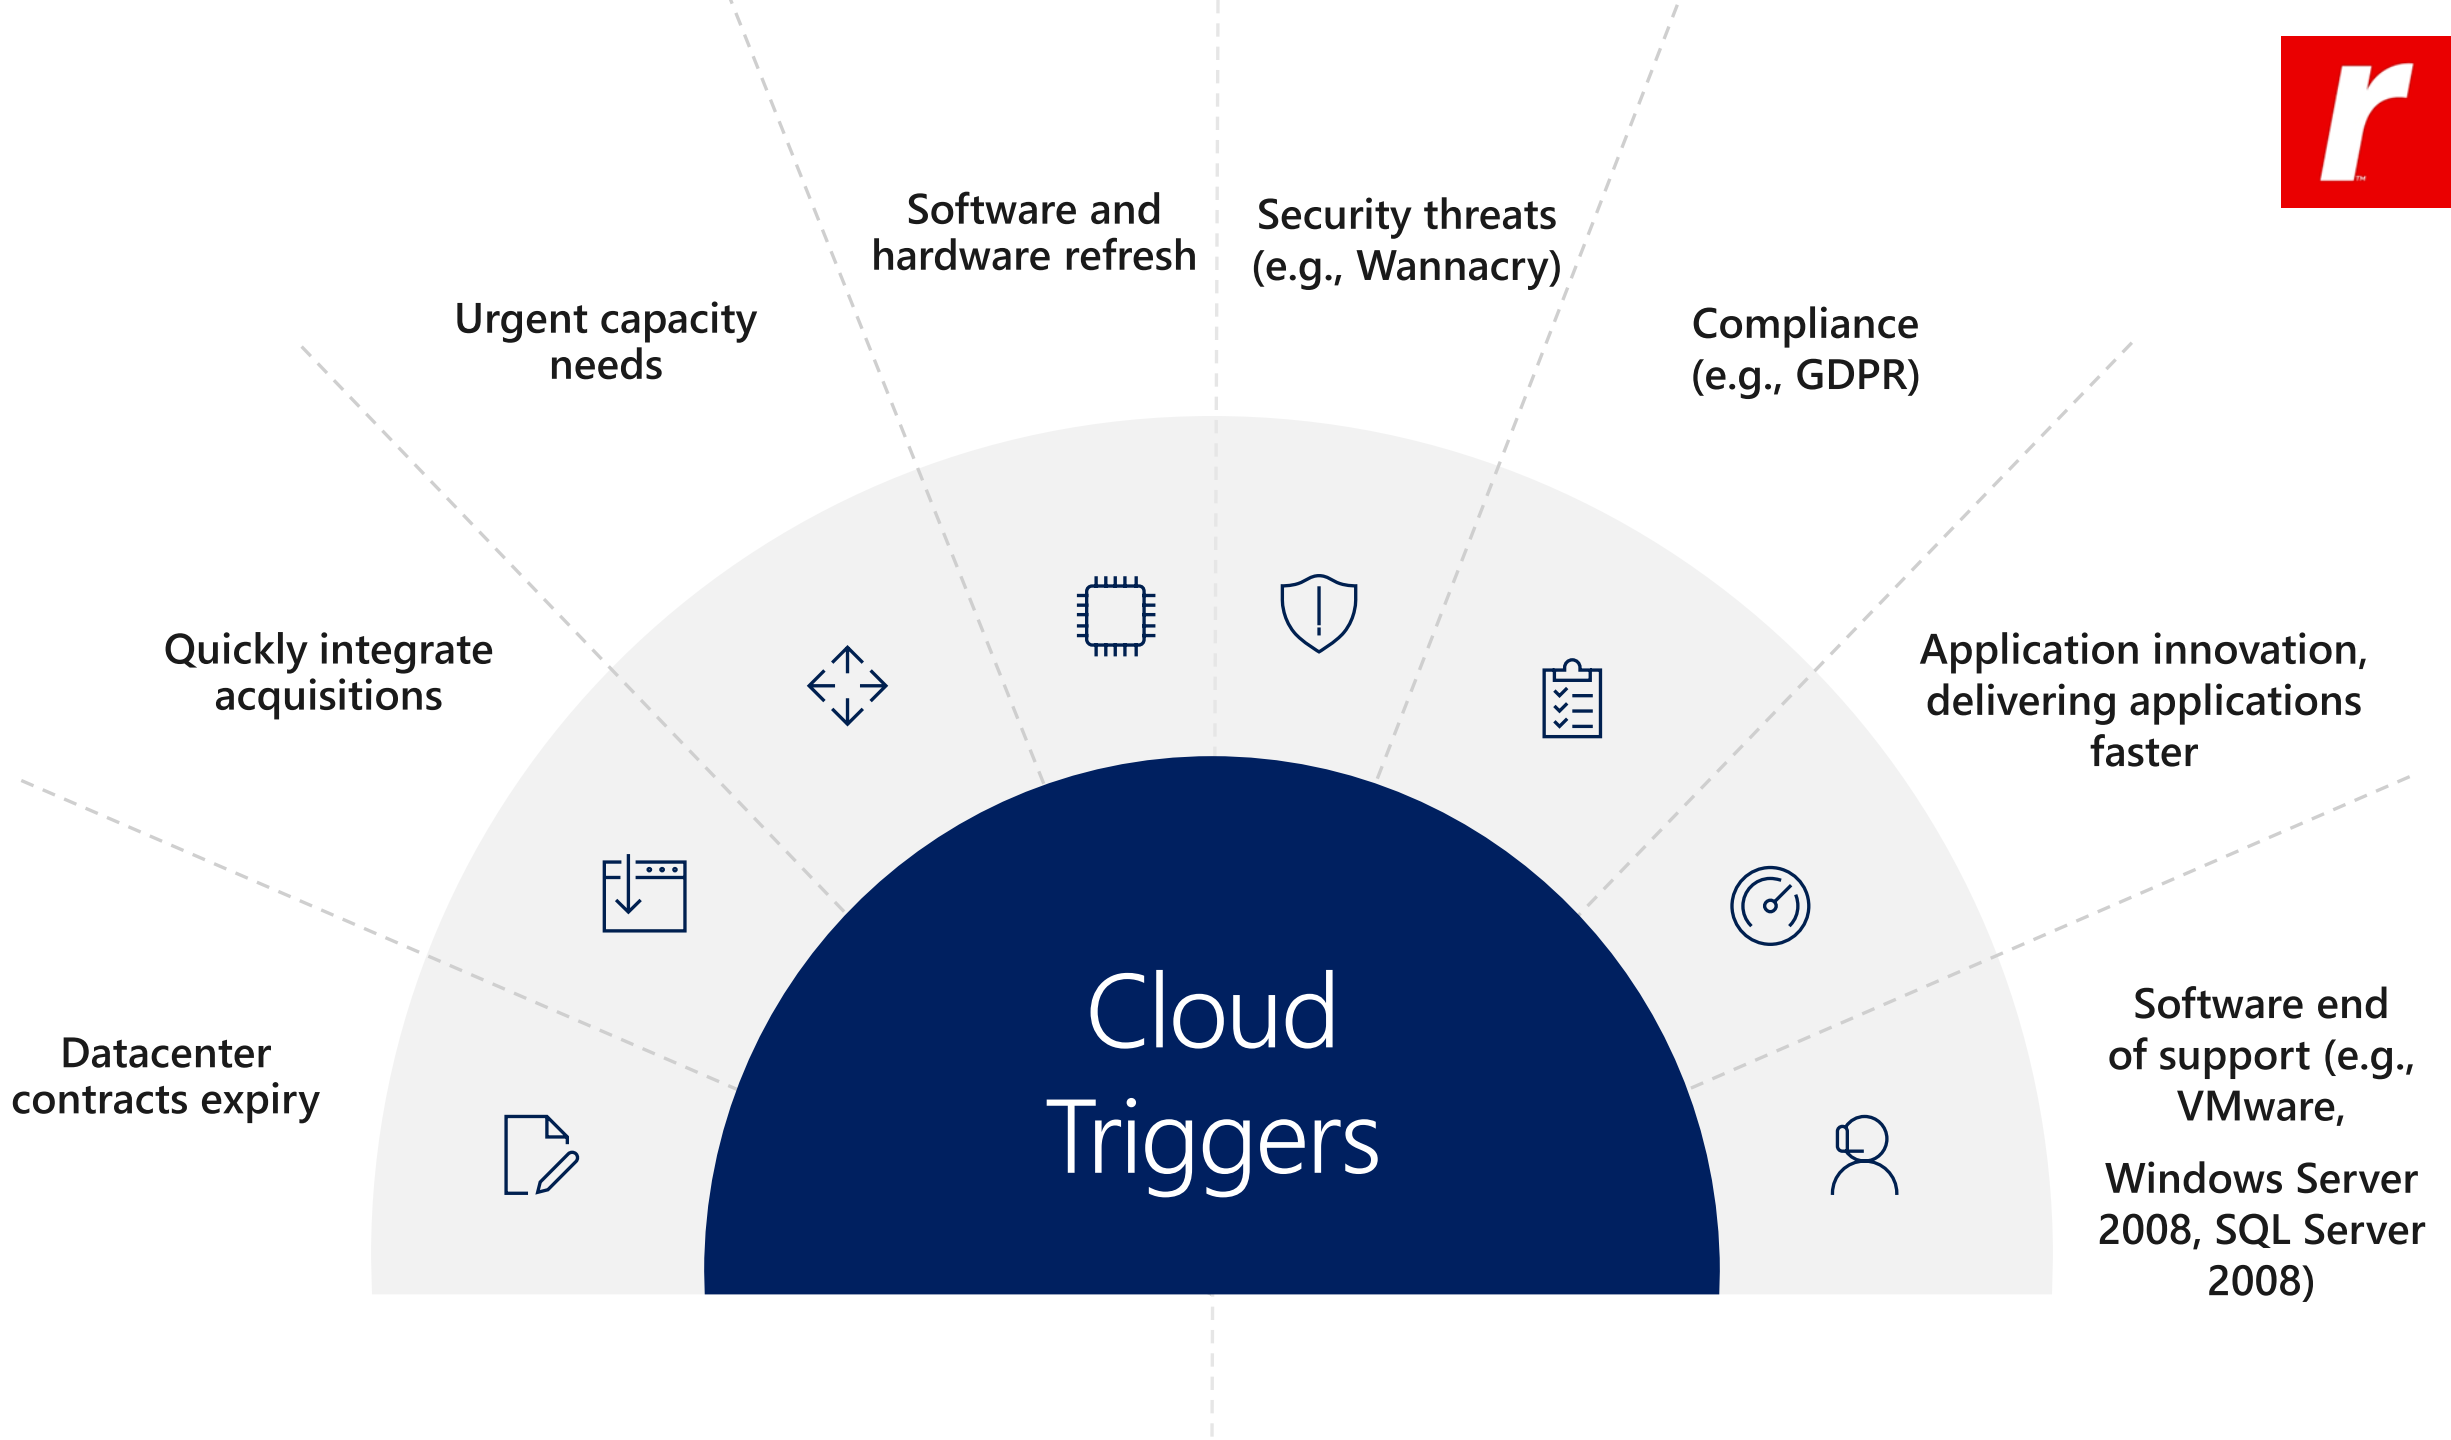 r
™
Software and
hardware refresh
Security threats
(e.g., Wannacry)
Urgent capacity
needs
Compliance
(e.g., GDPR)
Quickly integrate
acquisitions
Application innovation,
delivering applications
faster
Datacenter
contracts expiry
Software end
of support (e.g.,
VMware,
Windows Server
2008, SQL Server
2008)
Cloud
Triggers